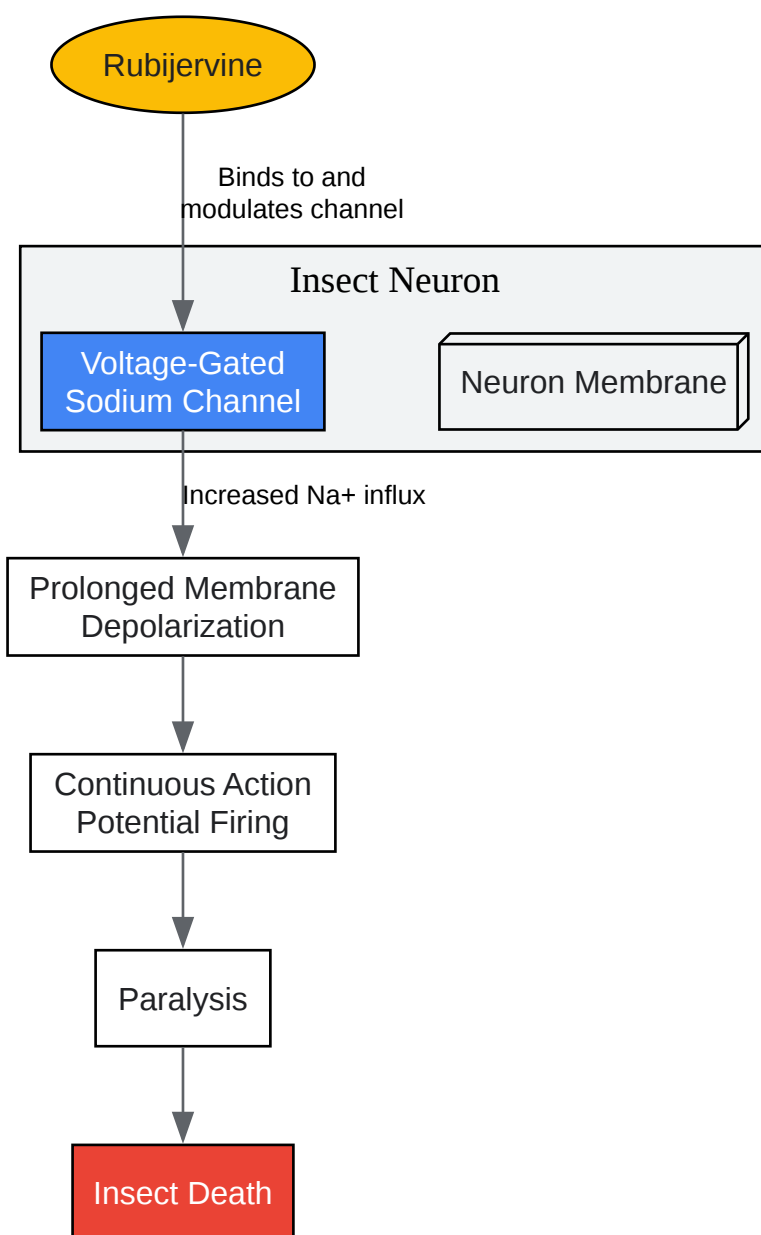 Rubijervine
Binds to and
modulates channel
Insect Neuron
Voltage-Gated
Sodium Channel
Neuron Membrane
Increased Na+ influx
Prolonged Membrane
Depolarization
Continuous Action
Potential Firing
Paralysis
Insect Death